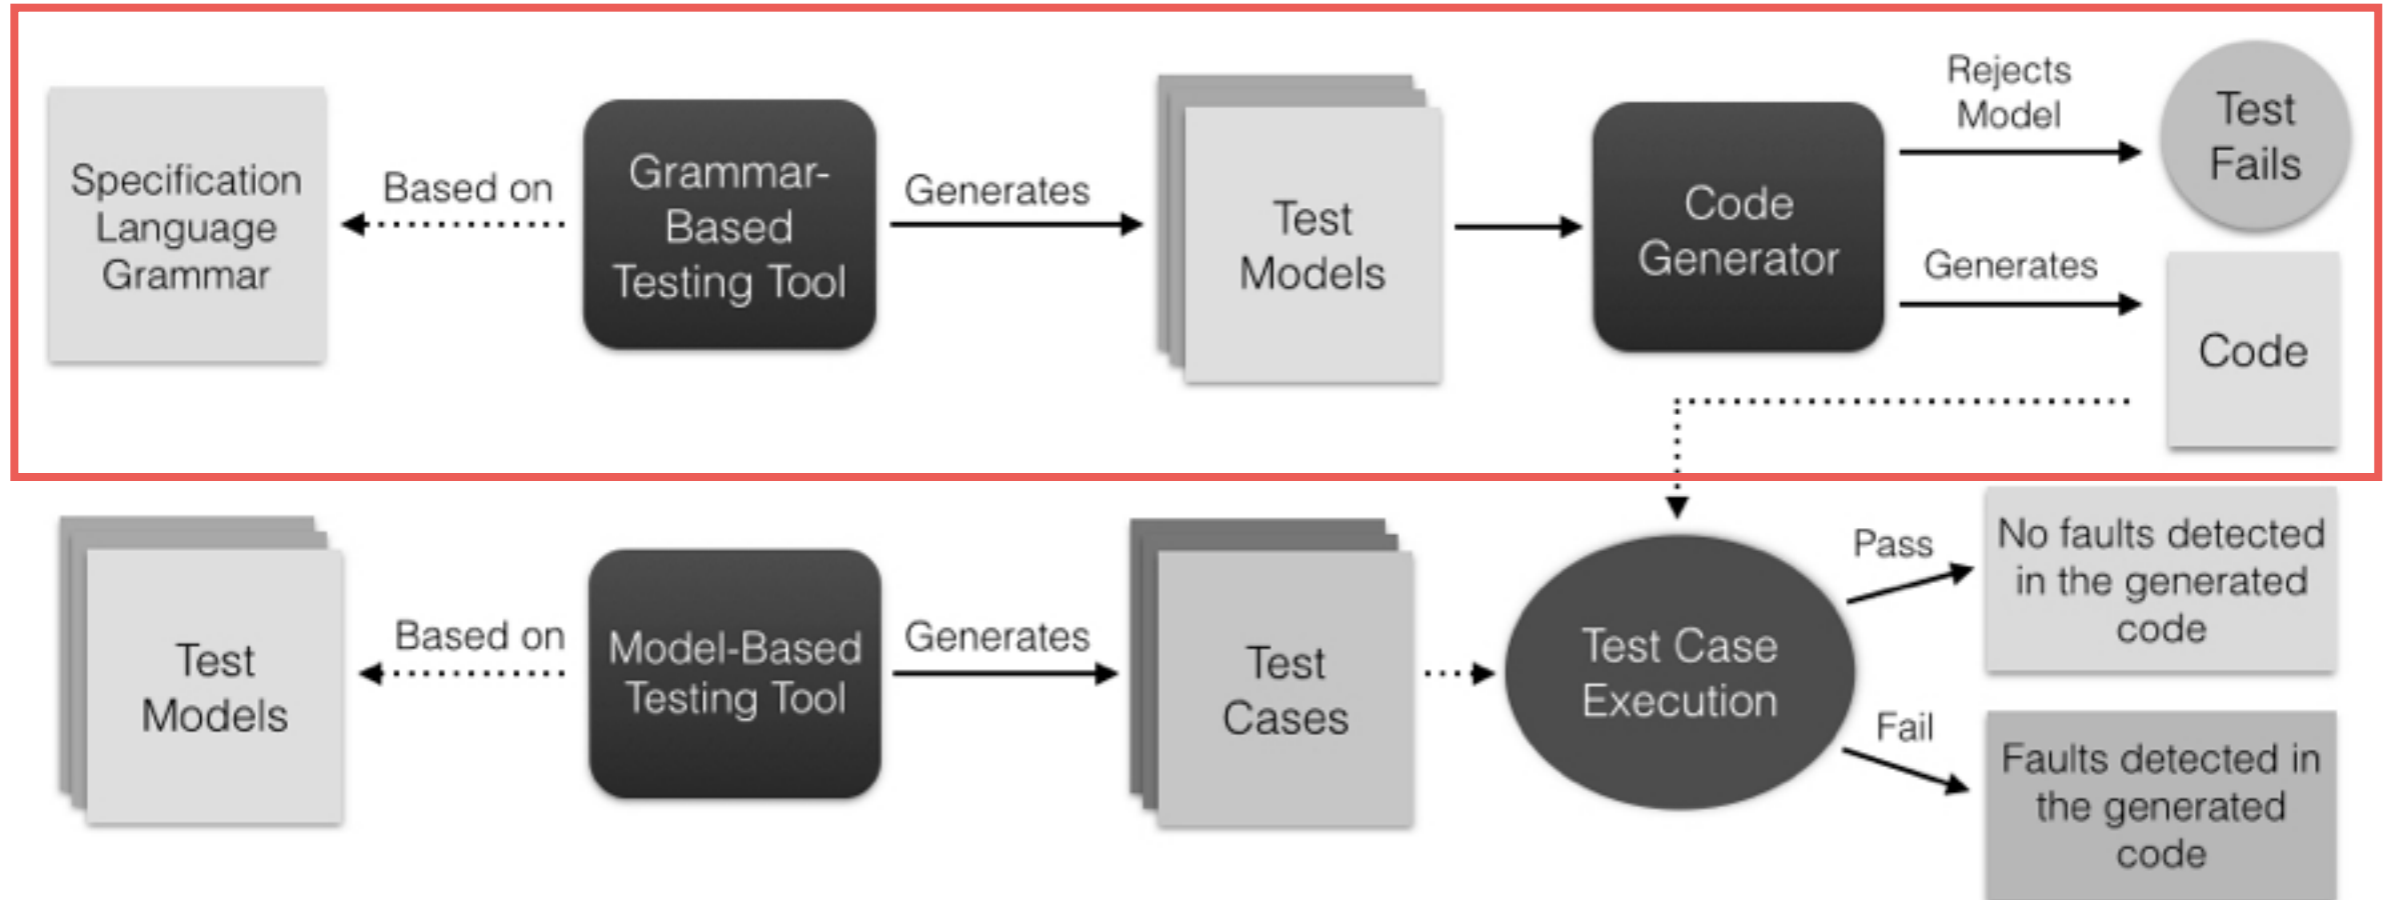 Specification
Language
Grammar
Based on
Grammar-
Based
Testing Tool
Generates
Test
Models
Code
Generator
Rejects
Model
Test
Fails
Generates
Code
Test
Models
Based on
Model-Based
Testing Tool
Generates
Test
Cases
Test Case
Execution
Pass
No faults detected
in the generated
code
Fail
Faults detected in
the generated
code